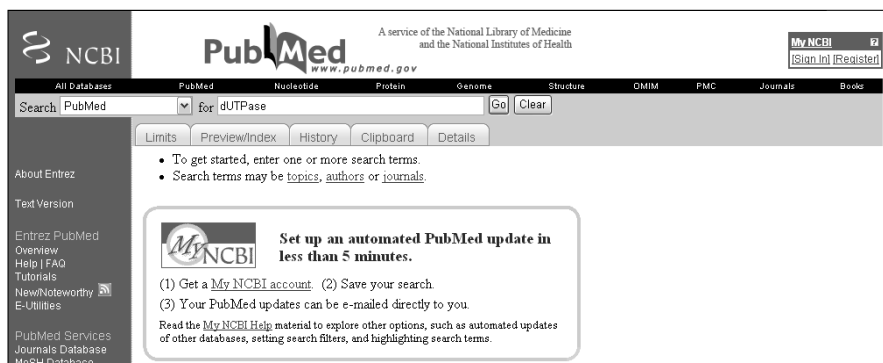 NCBI
PubMed
www.pubmed.gov
A service of the National Library of Medicine
and the National Institutes of Health
My NCBI
[Sign In] [Register]
All Databases PubMed Nucleotide Protein Genome Structure OMIM PMC Journals Books
Search PubMed for dUTPase Go Clear
Limits Preview/Index History Clipboard Details
About Entrez
Text Version
Entrez PubMed
Overview
Help | FAQ
Tutorials
New/Noteworthy
E-Utilities
PubMed Services
Journals Database
MeSH Database
• To get started, enter one or more search terms.
• Search terms may be topics, authors or journals.
My NCBI
Set up an automated PubMed update in
less than 5 minutes.
(1) Get a My NCBI account. (2) Save your search.
(3) Your PubMed updates can be e-mailed directly to you.
Read the My NCBI Help material to explore other options, such as automated updates
of other databases, setting search filters, and highlighting search terms.